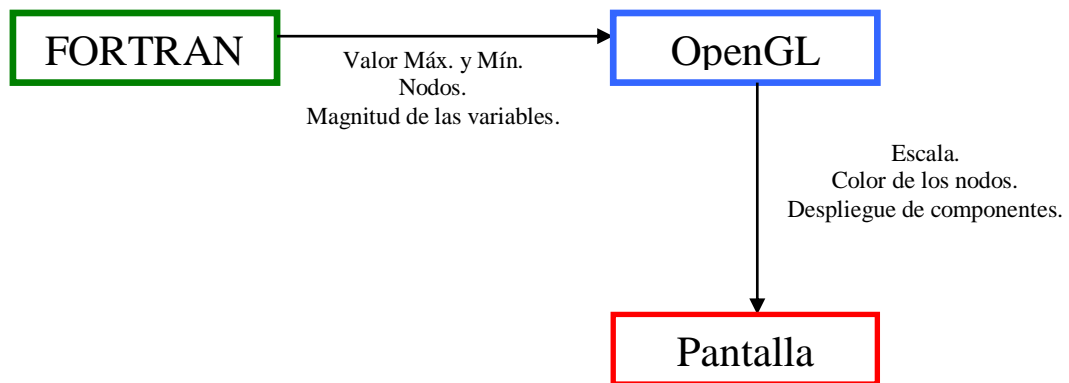 FORTRAN
OpenGL
Valor Máx. y Mín.
Nodos.
Magnitud de las variables.
Escala.
Color de los nodos.
Despliegue de componentes.
Pantalla